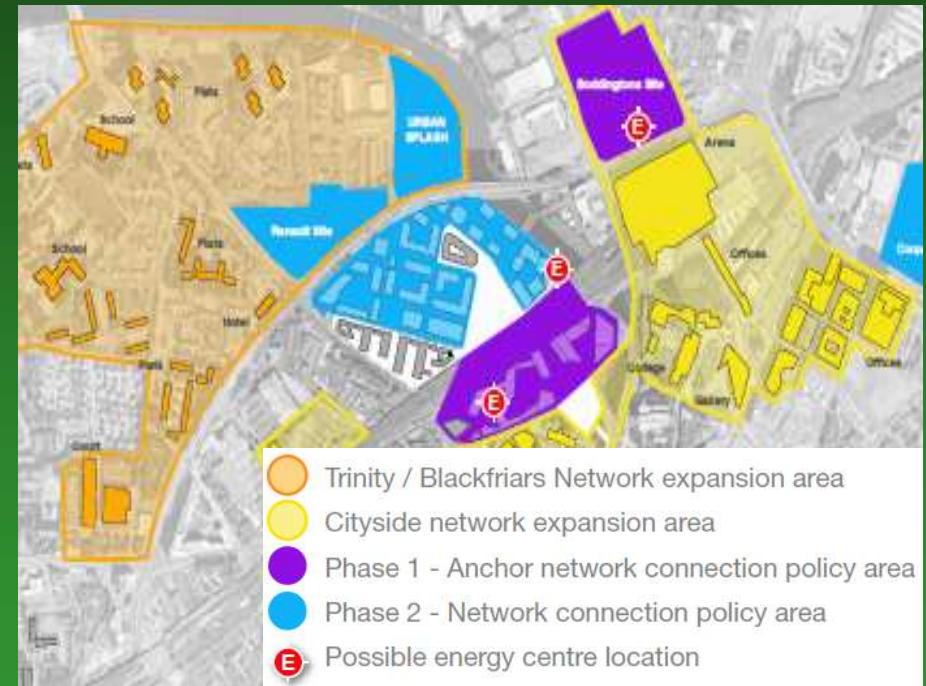 Flats
School
URBAN
SPLASH
Boddingtons Site
E
Arena
Renault Site
School
Flats
Offices
E
Hotel
Flats
College
Offices
Gallery
E
Court
Trinity / Blackfriars Network expansion area
Cityside network expansion area
Phase 1 - Anchor network connection policy area
Phase 2 - Network connection policy area
E Possible energy centre location